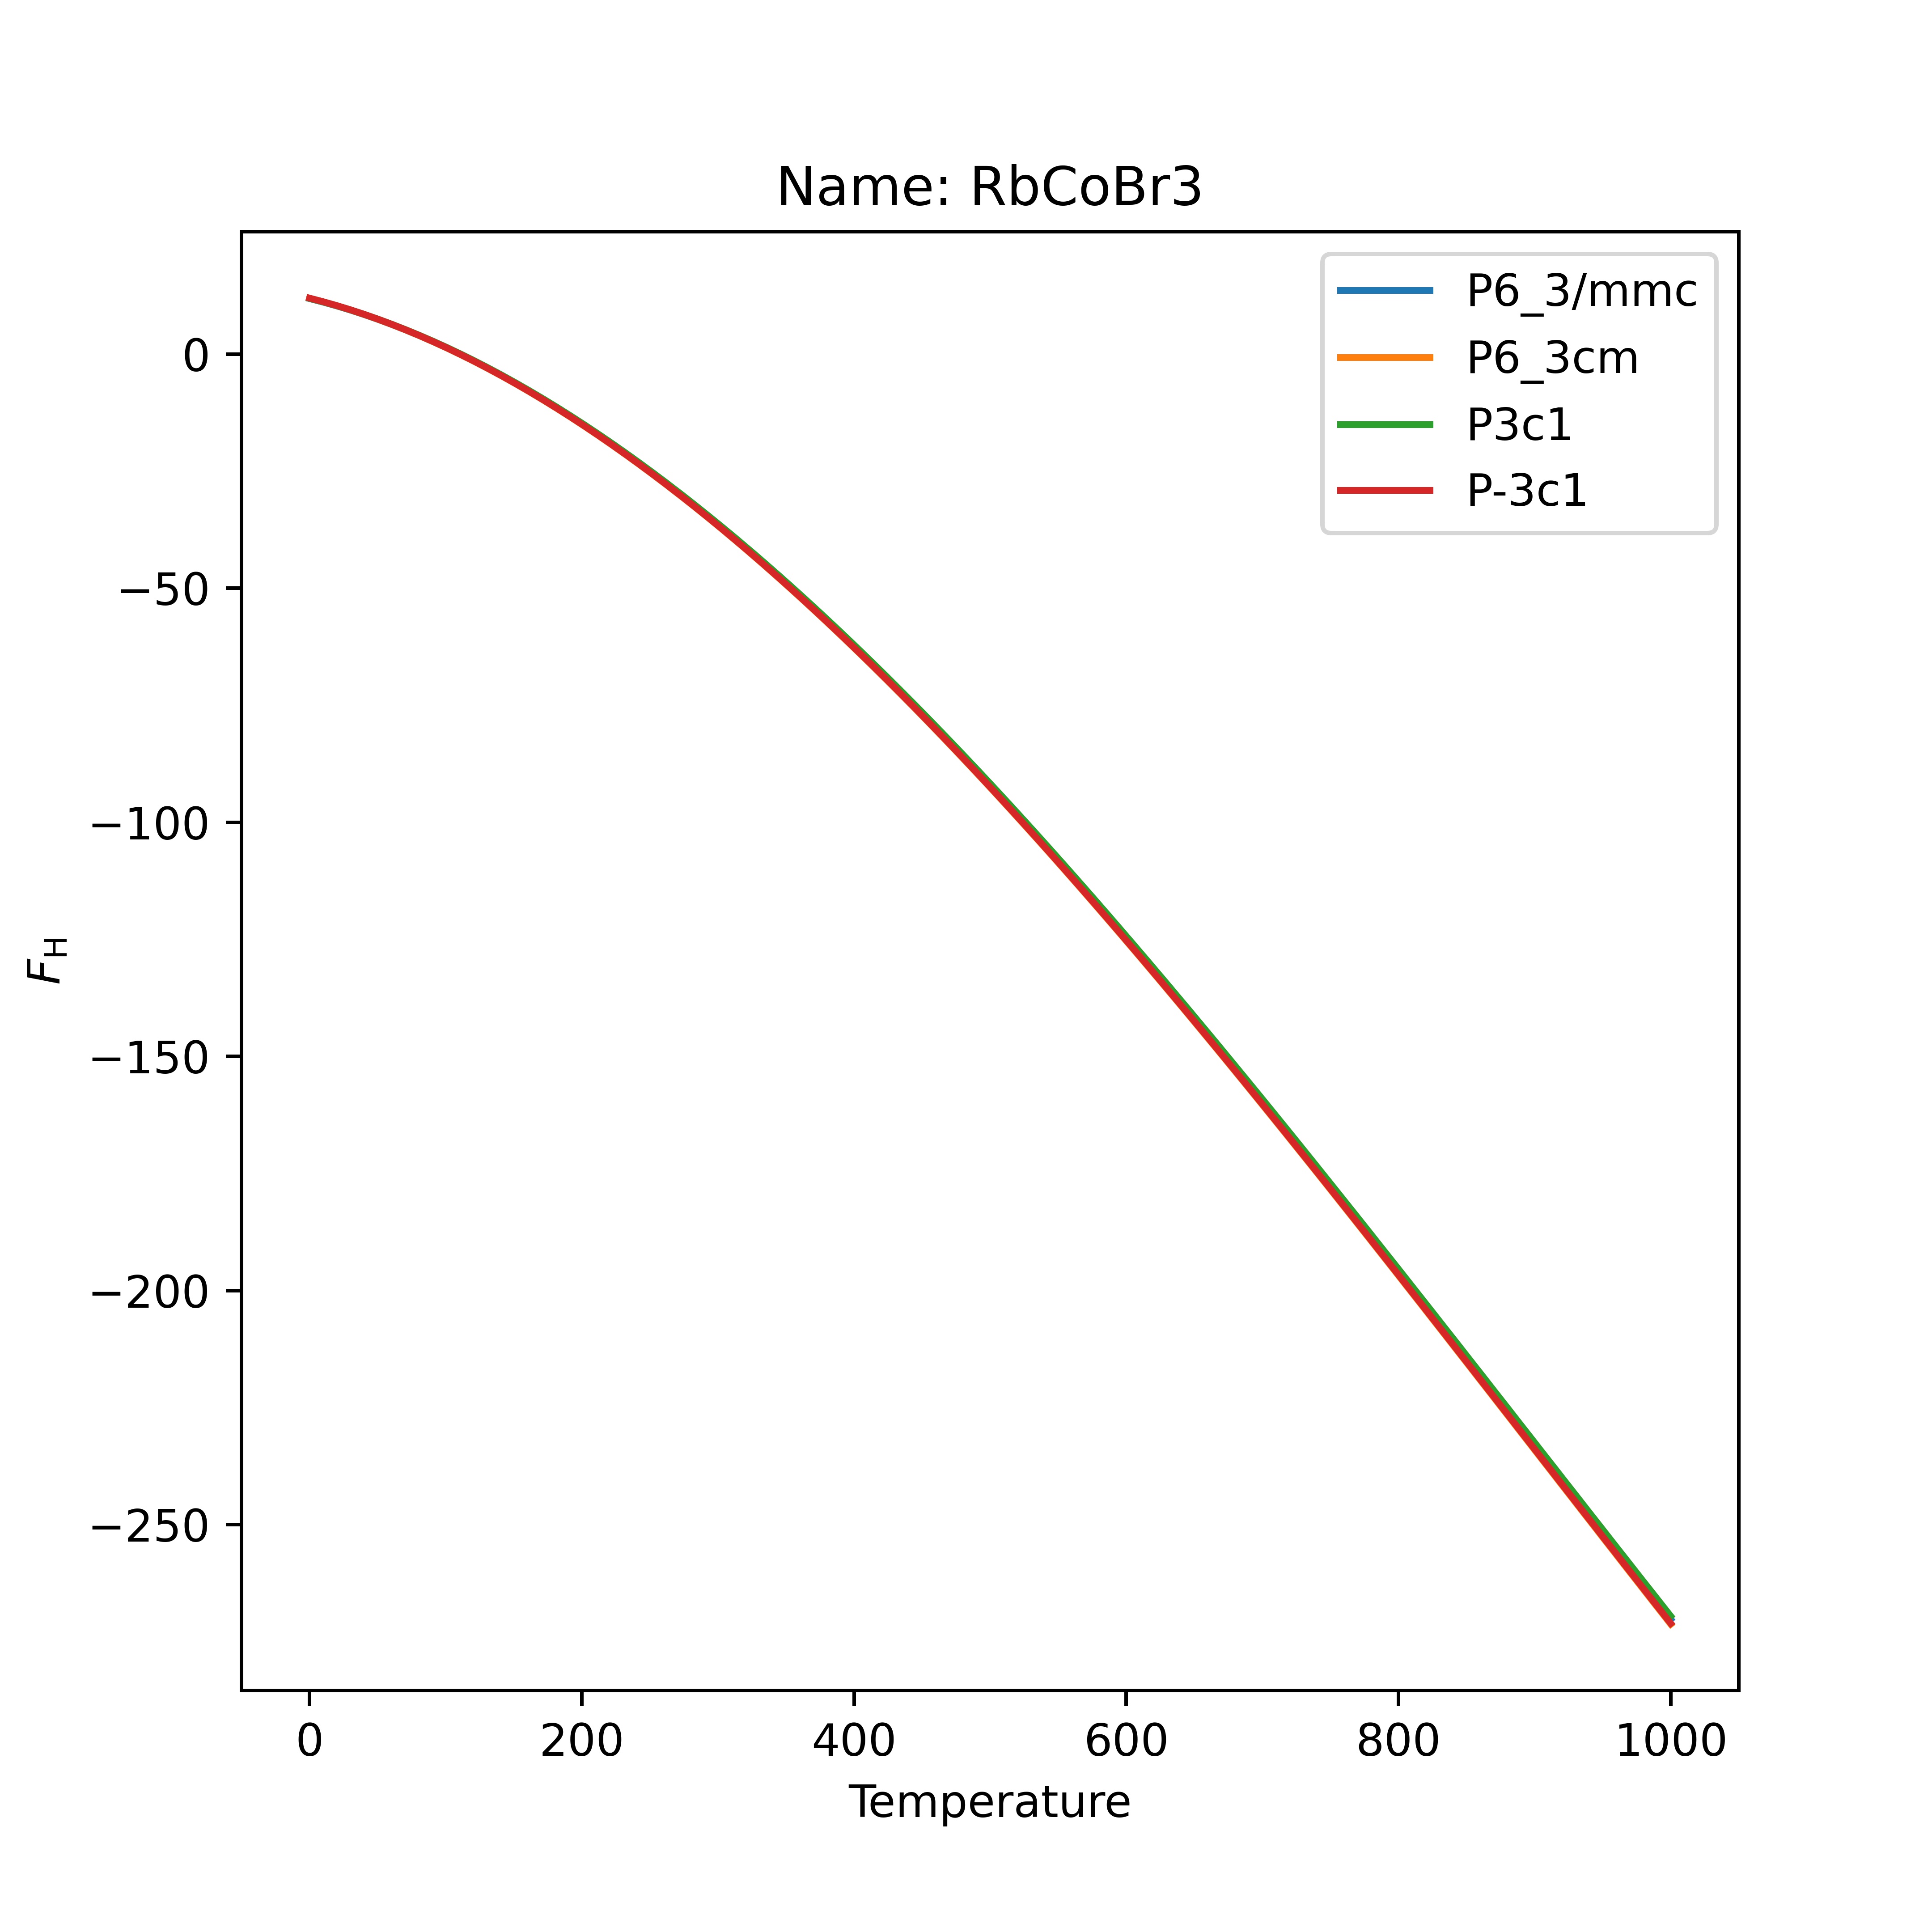 Name: RbCoBr3
P6_3/mmc
P6_3cm
P3c1
P-3c1
0
−50
−100
−150
−200
−250
F_H
0 200 400 600 800 1000
Temperature